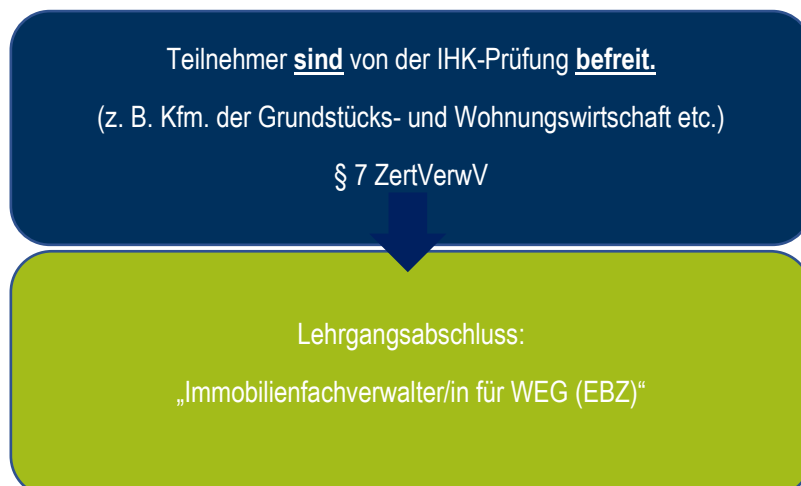 Teilnehmer sind von der IHK-Prüfung befreit.
(z. B. Kfm. der Grundstücks- und Wohnungswirtschaft etc.)
§ 7 ZertVerwV
Lehrgangsabschluss:
„Immobilienfachverwalter/in für WEG (EBZ)“